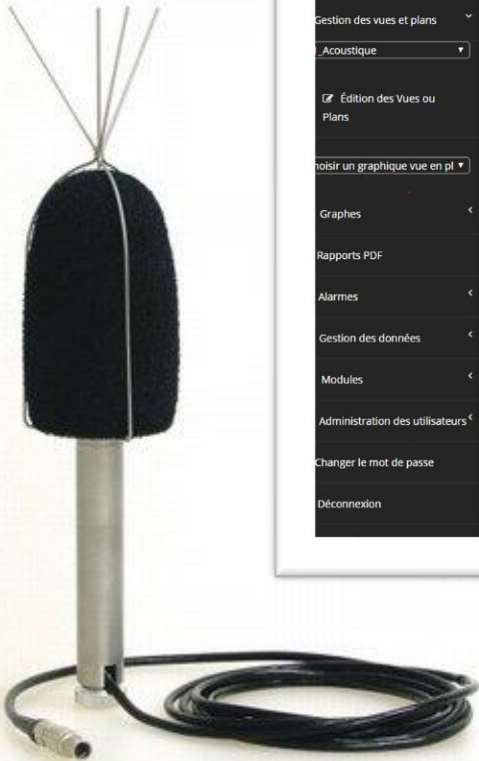 Gestion des vues et plans
_Acoustique
Édition des Vues ou
Plans
hoisir un graphique vue en pl
Graphes
Rapports PDF
Alarmes
Gestion des données
Modules
Administration des utilisateurs
Changer le mot de passe
Déconnexion